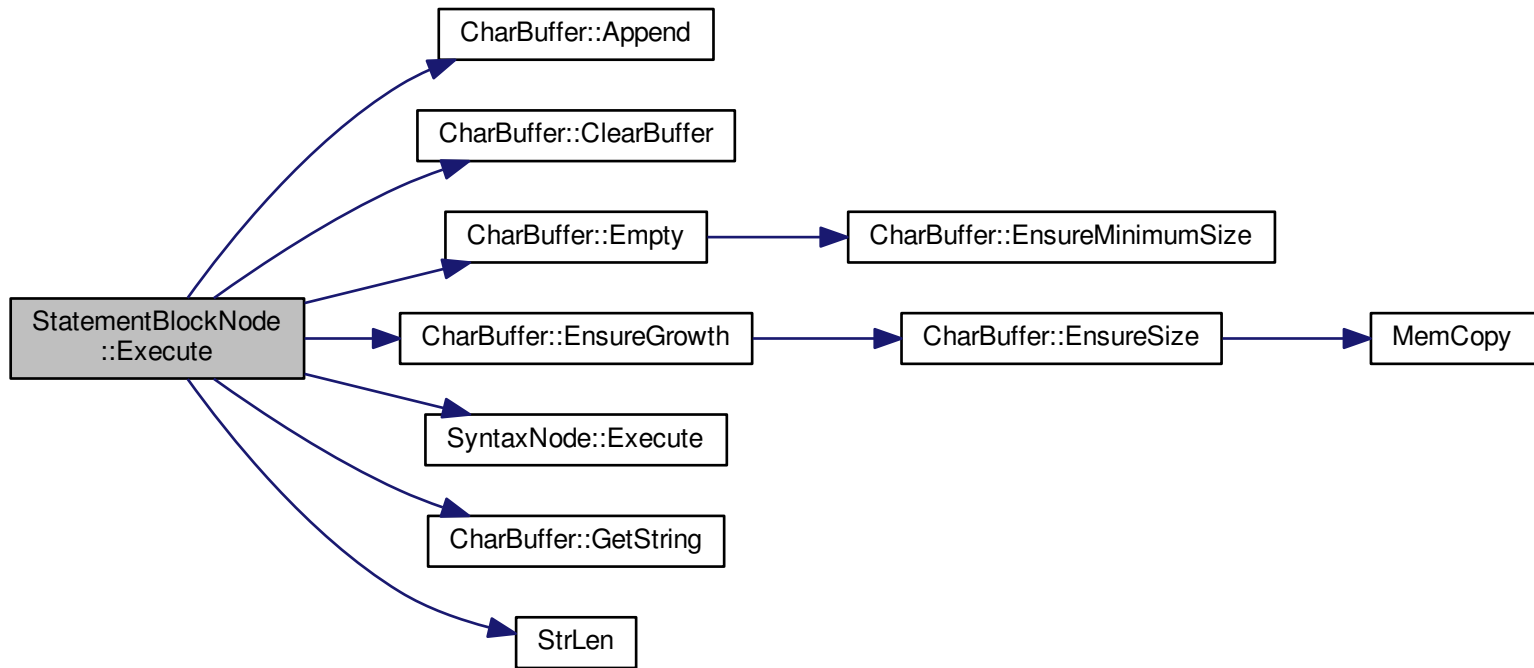 CharBuffer::Append
CharBuffer::ClearBuffer
CharBuffer::Empty
CharBuffer::EnsureMinimumSize
StatementBlockNode
::Execute
CharBuffer::EnsureGrowth
CharBuffer::EnsureSize
MemCopy
SyntaxNode::Execute
CharBuffer::GetString
StrLen